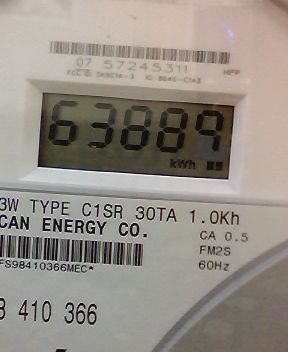 07 57245311
63889
kWh
3W TYPE C1SR 30TA 1.0Kh
CAN ENERGY CO.
CA 0.5
FM2S
60Hz
FS98410366MEC*
8 410 366